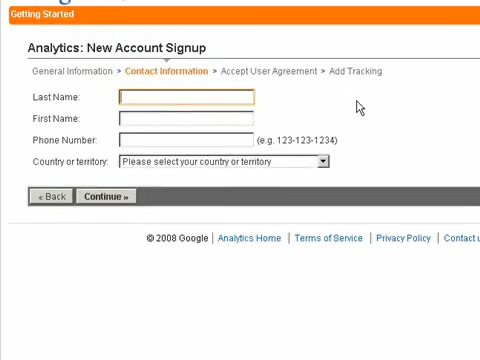 Getting Started
Analytics: New Account Signup
General Information > Contact Information > Accept User Agreement > Add Tracking
Last Name:
First Name:
Phone Number: (e.g. 123-123-1234)
Country or territory: Please select your country or territory
« Back Continue »
© 2008 Google | Analytics Home | Terms of Service | Privacy Policy | Contact u